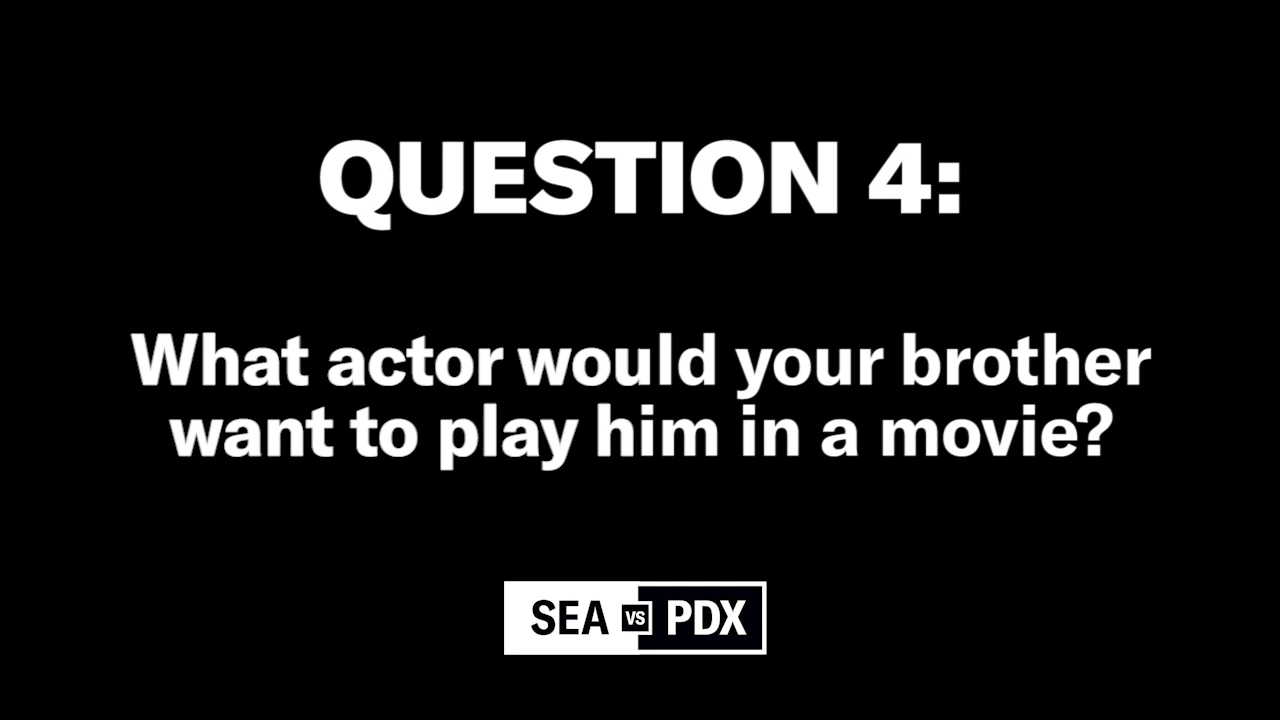 QUESTION 4:
What actor would your brother
want to play him in a movie?
SEA vs PDX